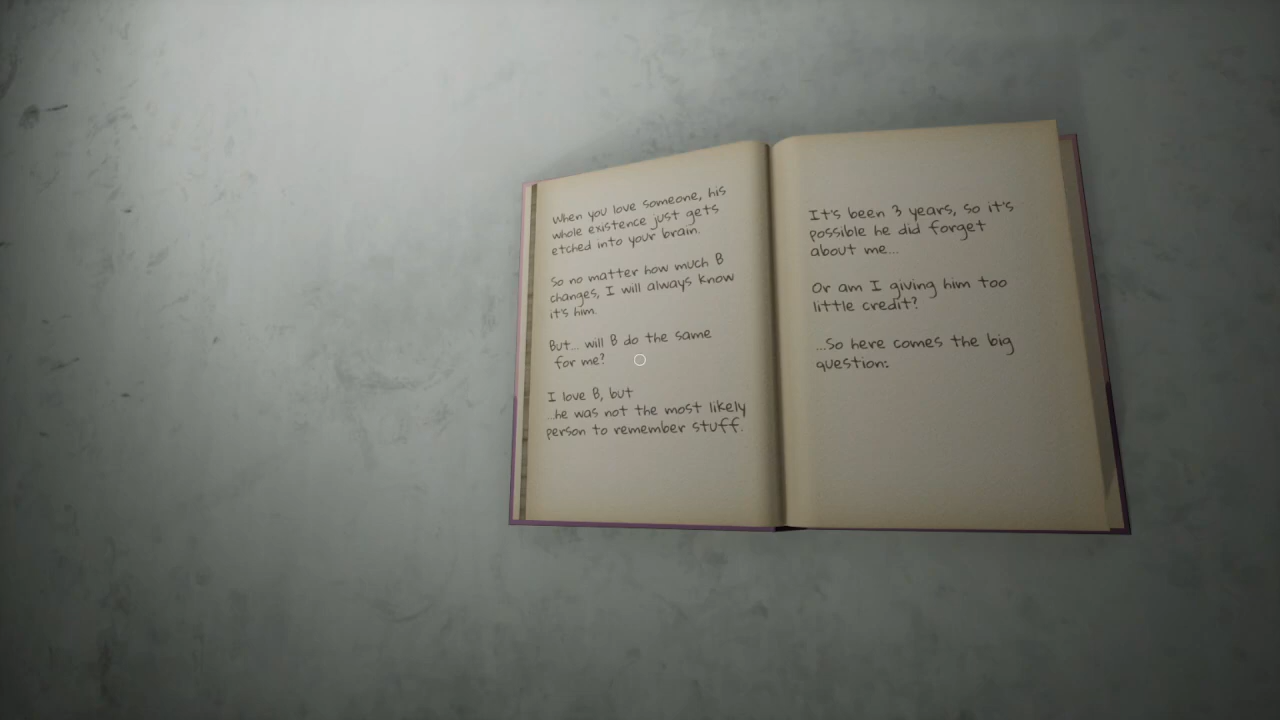 When you love someone, his
whole existence just gets
etched into your brain.
So no matter how much B
changes, I will always know
it's him.
But... will B do the same
for me?
I love B, but
...he was not the most likely
person to remember stuff.
It's been 3 years, so it's
possible he did forget
about me...
Or am I giving him too
little credit?
...So here comes the big
question: